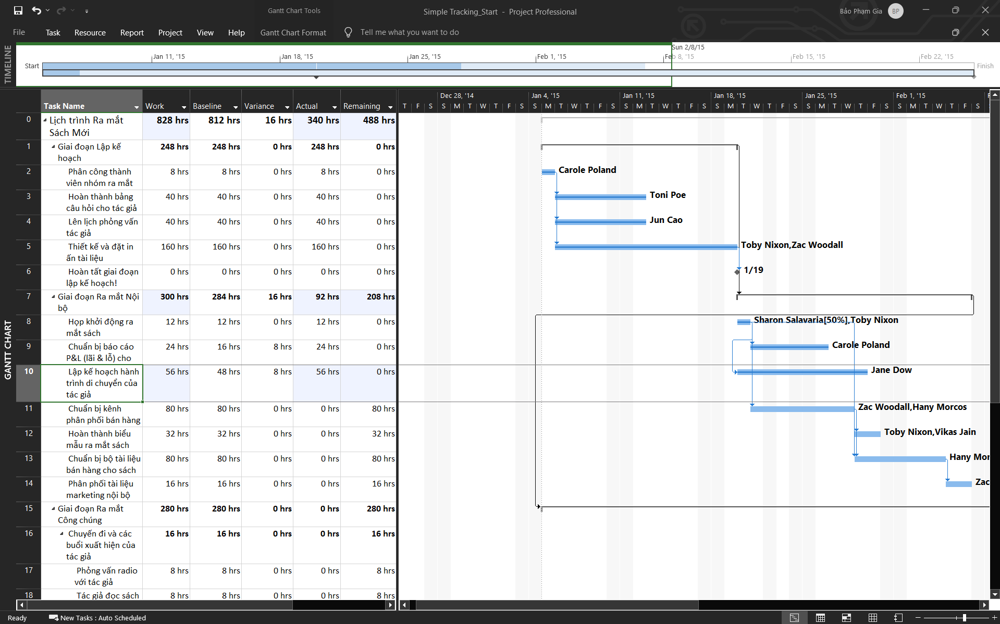 Gantt Chart Tools
Simple Tracking_Start - Project Professional
Bảo Phạm Gia
BP
File Task Resource Report Project View Help Gantt Chart Format Tell me what you want to do
TIMELINE
Sun 2/8/15
Jan 11, '15 Jan 18, '15 Jan 25, '15 Feb 1, '15 Feb 8, '15 Feb 15, '15 Feb 22, '15
Start
Finish
GANTT CHART
Dec 28, '14 Jan 4, '15 Jan 11, '15 Jan 18, '15 Jan 25, '15 Feb 1, '15
Task Name Work Baseline Variance Actual Remaining
T F S S M T W T F S S M T W T F S S M T W T F S S M T W T F S S M T W T F S S M T W T F S
0 Lịch trình Ra mắt 828 hrs 812 hrs 16 hrs 340 hrs 488 hrs
Sách Mới
1 Giai đoạn Lập kế 248 hrs 248 hrs 0 hrs 248 hrs 0 hrs
hoạch
2 Phân công thành 8 hrs 8 hrs 0 hrs 8 hrs 0 hrs Carole Poland
viên nhóm ra mắt
3 Hoàn thành bảng 40 hrs 40 hrs 0 hrs 40 hrs 0 hrs Toni Poe
câu hỏi cho tác giả
4 Lên lịch phỏng vấn 40 hrs 40 hrs 0 hrs 40 hrs 0 hrs Jun Cao
tác giả
5 Thiết kế và đặt in 160 hrs 160 hrs 0 hrs 160 hrs 0 hrs Toby Nixon,Zac Woodall
ấn tài liệu
6 Hoàn tất giai đoạn 0 hrs 0 hrs 0 hrs 0 hrs 0 hrs 1/19
lập kế hoạch!
7 Giai đoạn Ra mắt Nội 300 hrs 284 hrs 16 hrs 92 hrs 208 hrs
bộ
8 Họp khởi động ra 12 hrs 12 hrs 0 hrs 12 hrs 0 hrs Sharon Salavaria[50%],Toby Nixon
mắt sách
9 Chuẩn bị báo cáo 24 hrs 16 hrs 8 hrs 24 hrs 0 hrs Carole Poland
P&L (lãi & lỗ) cho
10 Lập kế hoạch hành 56 hrs 48 hrs 8 hrs 56 hrs 0 hrs Jane Dow
trình di chuyển của
tác giả
11 Chuẩn bị kênh 80 hrs 80 hrs 0 hrs 0 hrs 80 hrs Zac Woodall,Hany Morcos
phân phối bán hàng
12 Hoàn thành biểu 32 hrs 32 hrs 0 hrs 0 hrs 32 hrs Toby Nixon,Vikas Jain
mẫu ra mắt sách
13 Chuẩn bị bộ tài liệu 80 hrs 80 hrs 0 hrs 0 hrs 80 hrs Hany Mor
bán hàng cho sách
14 Phân phối tài liệu 16 hrs 16 hrs 0 hrs 0 hrs 16 hrs Zac
marketing nội bộ
15 Giai đoạn Ra mắt 280 hrs 280 hrs 0 hrs 0 hrs 280 hrs
Công chúng
16 Chuyến đi và các 16 hrs 16 hrs 0 hrs 0 hrs 16 hrs
buổi xuất hiện của
tác giả
17 Phỏng vấn radio 8 hrs 8 hrs 0 hrs 0 hrs 8 hrs
với tác giả
18 Tác giả đọc sách 8 hrs 8 hrs 0 hrs 0 hrs 8 hrs
Ready New Tasks : Auto Scheduled